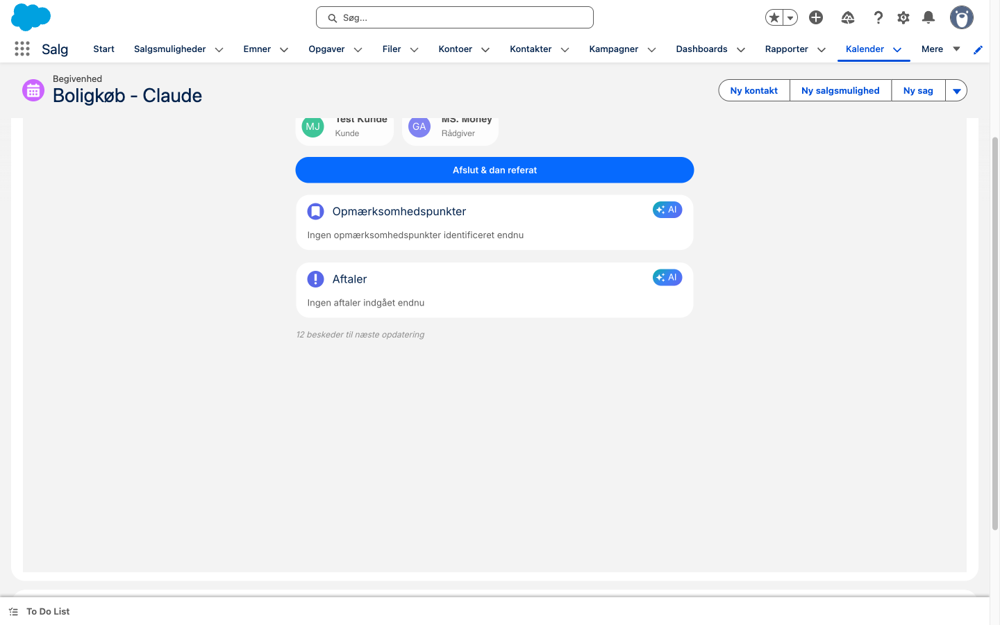 Søg...
Salg
Start
Salgsmuligheder
Emner
Opgaver
Filer
Kontoer
Kontakter
Kampagner
Dashboards
Rapporter
Kalender
Mere
Begivenhed
Boligkøb - Claude
Ny kontakt
Ny salgsmulighed
Ny sag
MJ
Test Kunde
Kunde
GA
MS. Money
Rådgiver
Afslut & dan referat
Opmærksomhedspunkter
AI
Ingen opmærksomhedspunkter identificeret endnu
Aftaler
AI
Ingen aftaler indgået endnu
12 beskeder til næste opdatering
To Do List